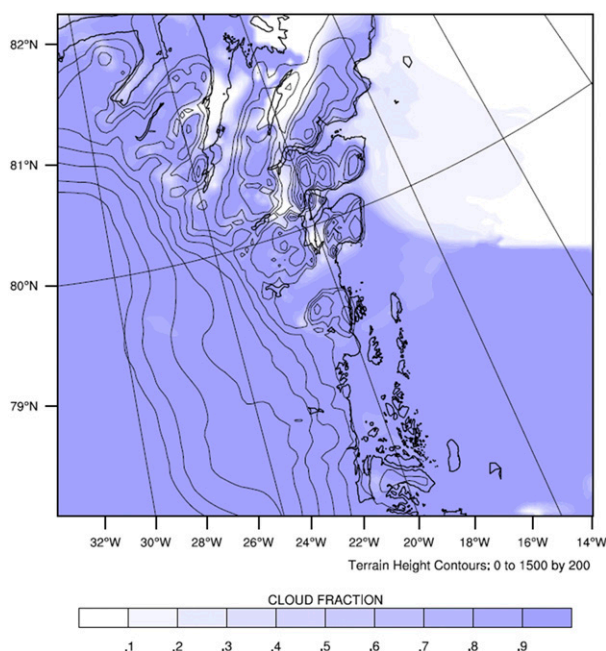 82°N
81°N
80°N
79°N
32°W 30°W 28°W 26°W 24°W 22°W 20°W 18°W 16°W 14°W
Terrain Height Contours: 0 to 1500 by 200
CLOUD FRACTION
.1 .2 .3 .4 .5 .6 .7 .8 .9